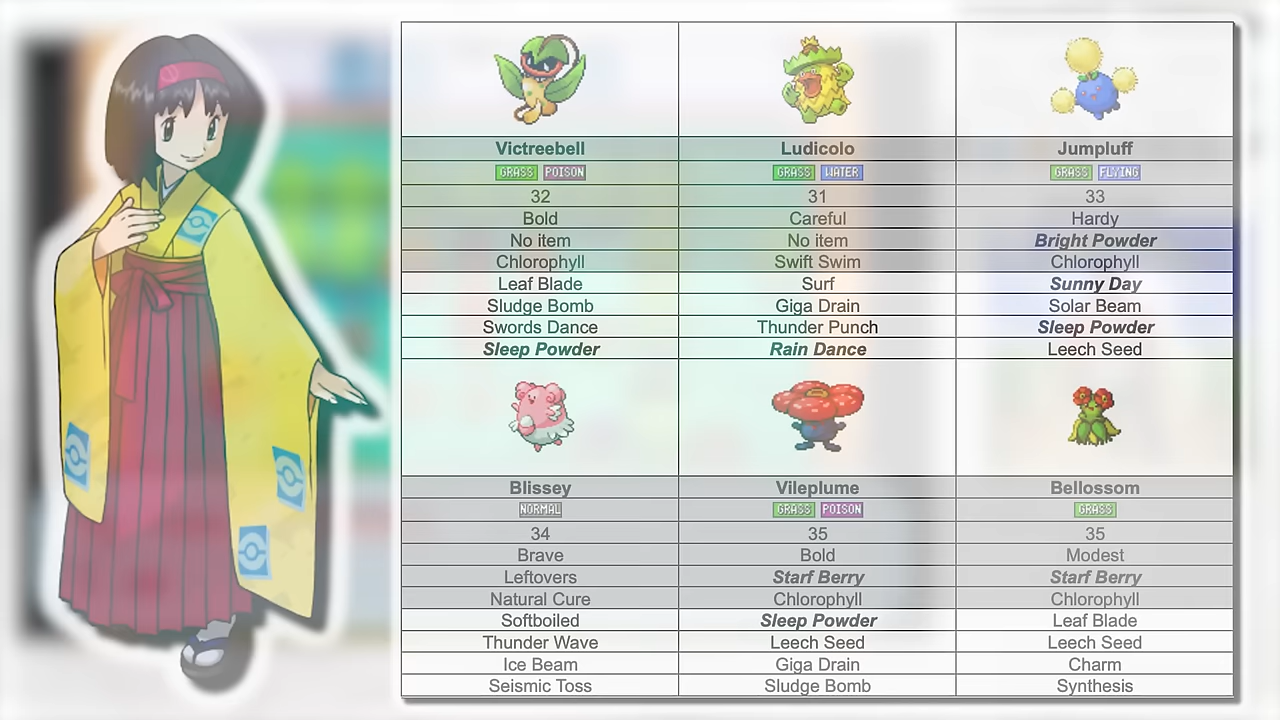 Victreebell Ludicolo Jumpluff
GRASS POISON GRASS WATER GRASS FLYING
32 31 33
Bold Careful Hardy
No item No item Bright Powder
Chlorophyll Swift Swim Chlorophyll
Leaf Blade Surf Sunny Day
Sludge Bomb Giga Drain Solar Beam
Swords Dance Thunder Punch Sleep Powder
Sleep Powder Rain Dance Leech Seed
Blissey Vileplume Bellossom
NORMAL GRASS POISON GRASS
34 35 35
Brave Bold Modest
Leftovers Starf Berry Starf Berry
Natural Cure Chlorophyll Chlorophyll
Softboiled Sleep Powder Leaf Blade
Thunder Wave Leech Seed Leech Seed
Ice Beam Giga Drain Charm
Seismic Toss Sludge Bomb Synthesis